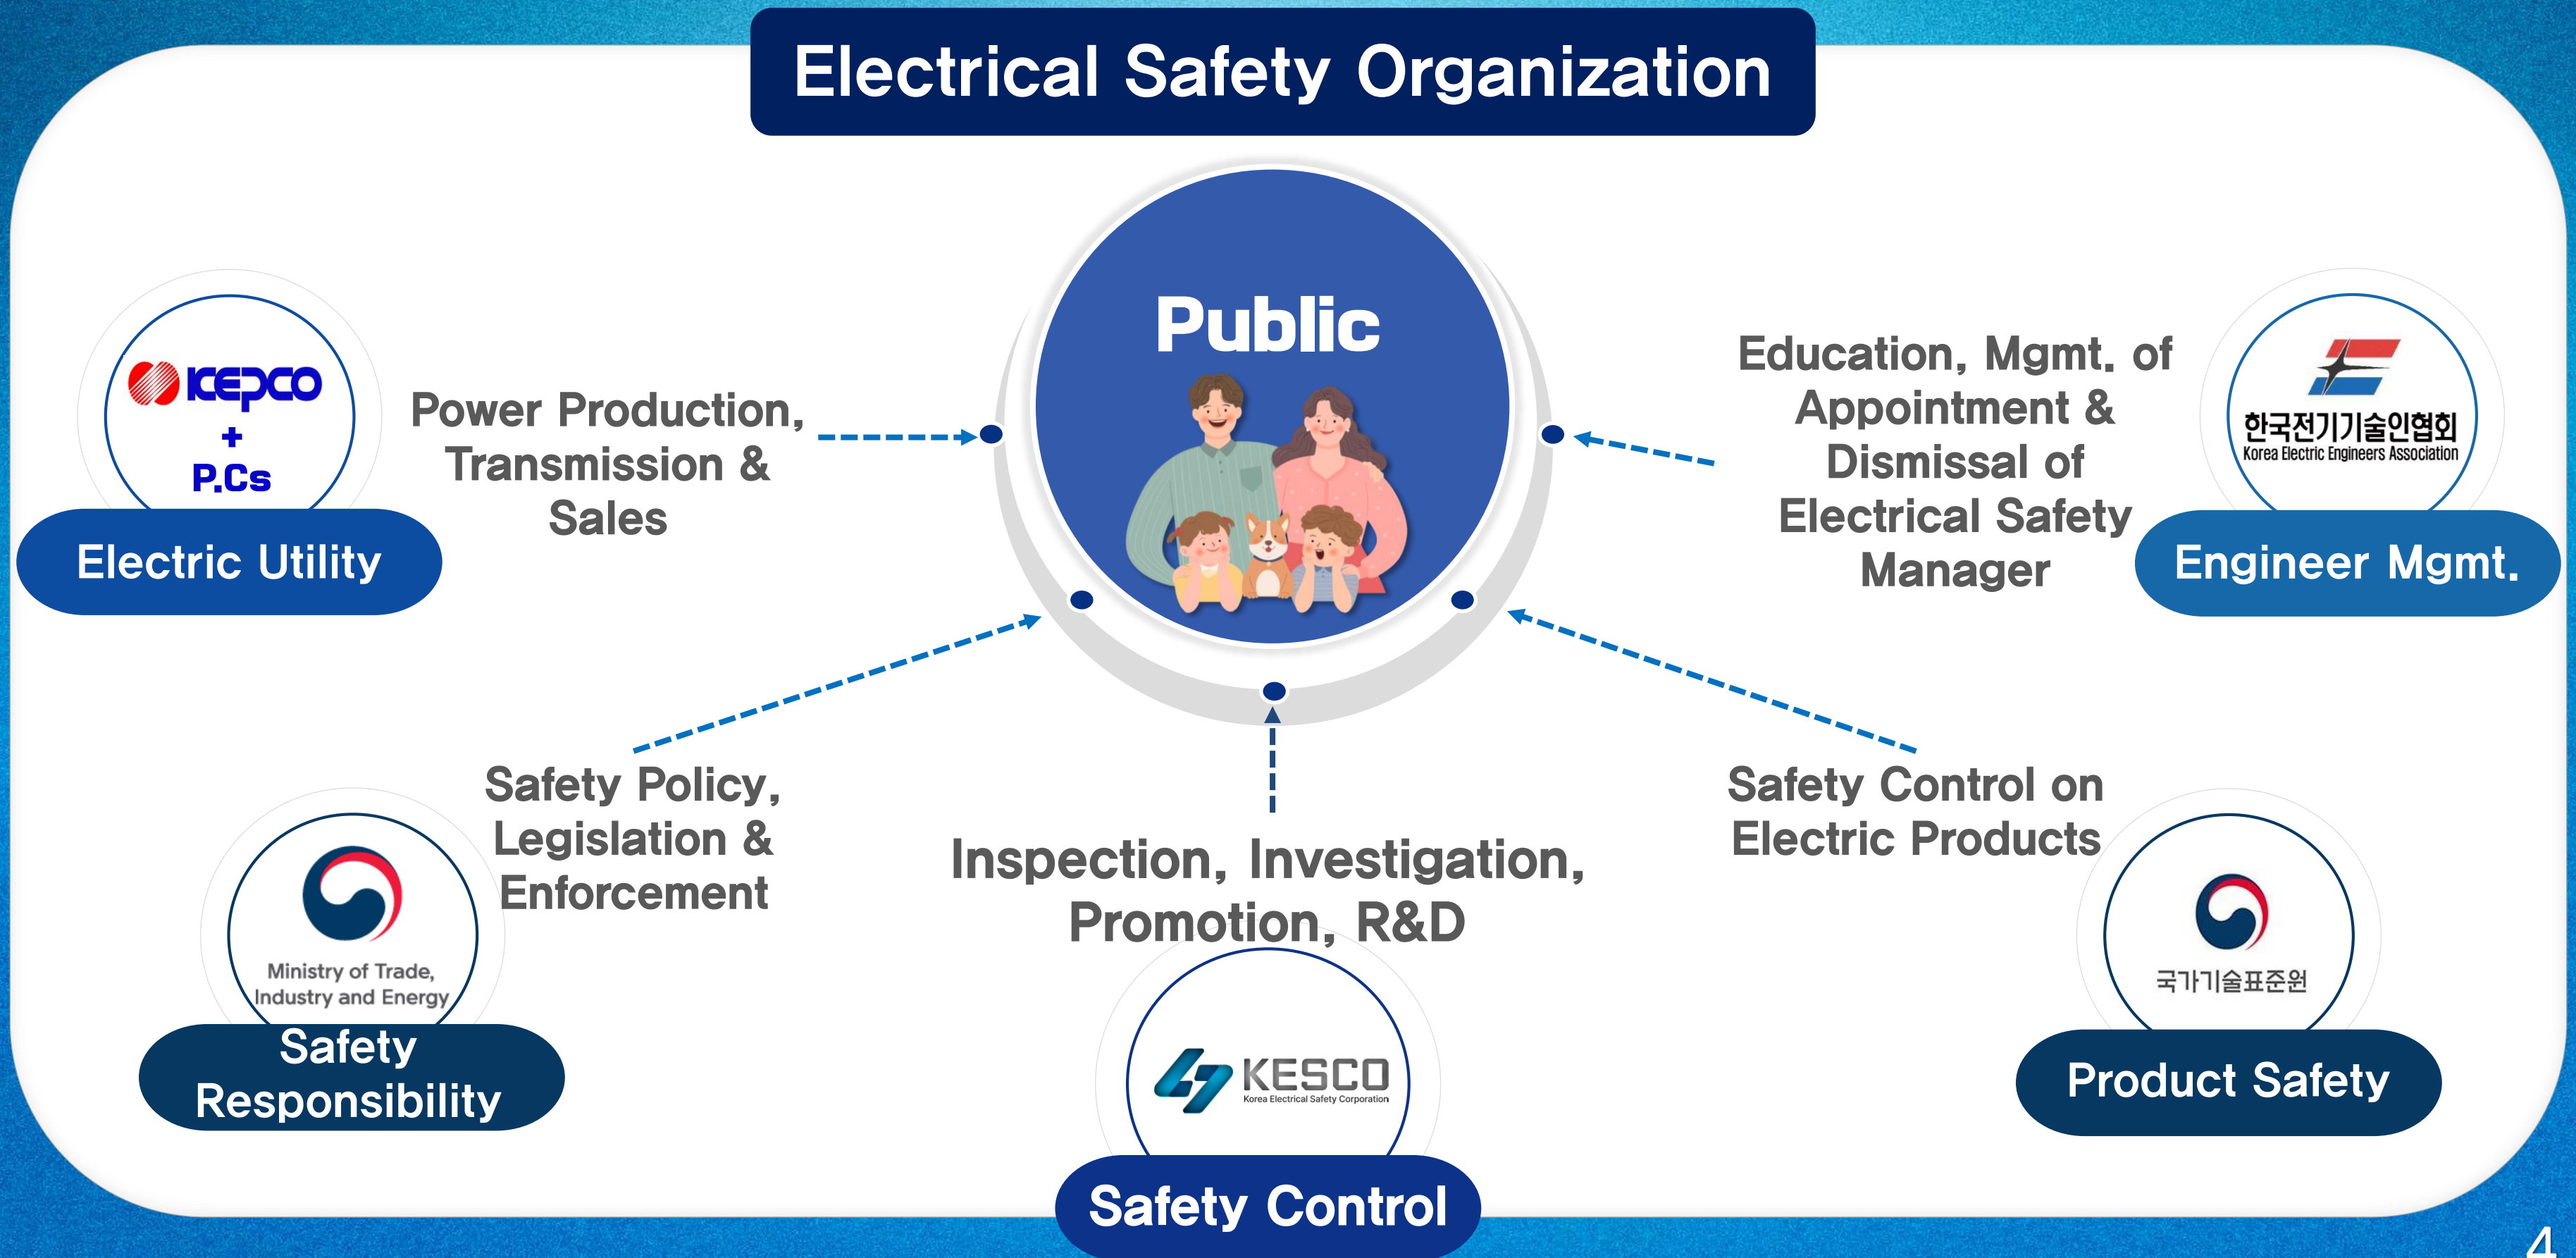 Electrical Safety Organization
Public
KEPCO
+
P.Cs
Electric Utility
Power Production,
Transmission &
Sales
Education, Mgmt. of
Appointment &
Dismissal of
Electrical Safety
Manager
한국전기기술인협회
Korea Electric Engineers Association
Engineer Mgmt.
Safety Policy,
Legislation &
Enforcement
Ministry of Trade,
Industry and Energy
Safety
Responsibility
Inspection, Investigation,
Promotion, R&D
KESCO
Korea Electrical Safety Corporation
Safety Control
Safety Control on
Electric Products
국가기술표준원
Product Safety
4